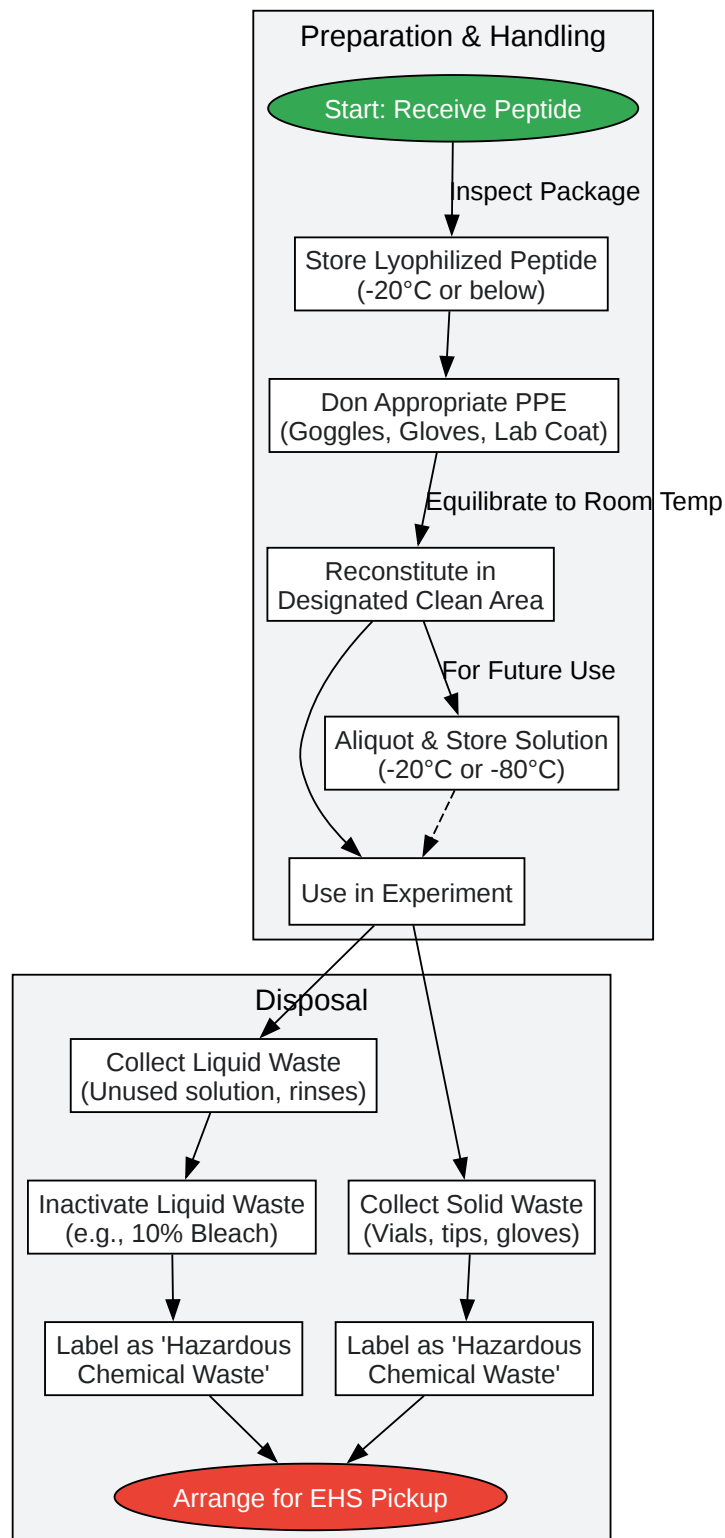 Preparation & Handling
Start: Receive Peptide
Inspect Package
Store Lyophilized Peptide
(-20°C or below)
Don Appropriate PPE
(Goggles, Gloves, Lab Coat)
Equilibrate to Room Temp
Reconstitute in
Designated Clean Area
For Future Use
Aliquot & Store Solution
(-20°C or -80°C)
Use in Experiment
Disposal
Collect Liquid Waste
(Unused solution, rinses)
Inactivate Liquid Waste
(e.g., 10% Bleach)
Collect Solid Waste
(Vials, tips, gloves)
Label as 'Hazardous
Chemical Waste'
Label as 'Hazardous
Chemical Waste'
Arrange for EHS Pickup